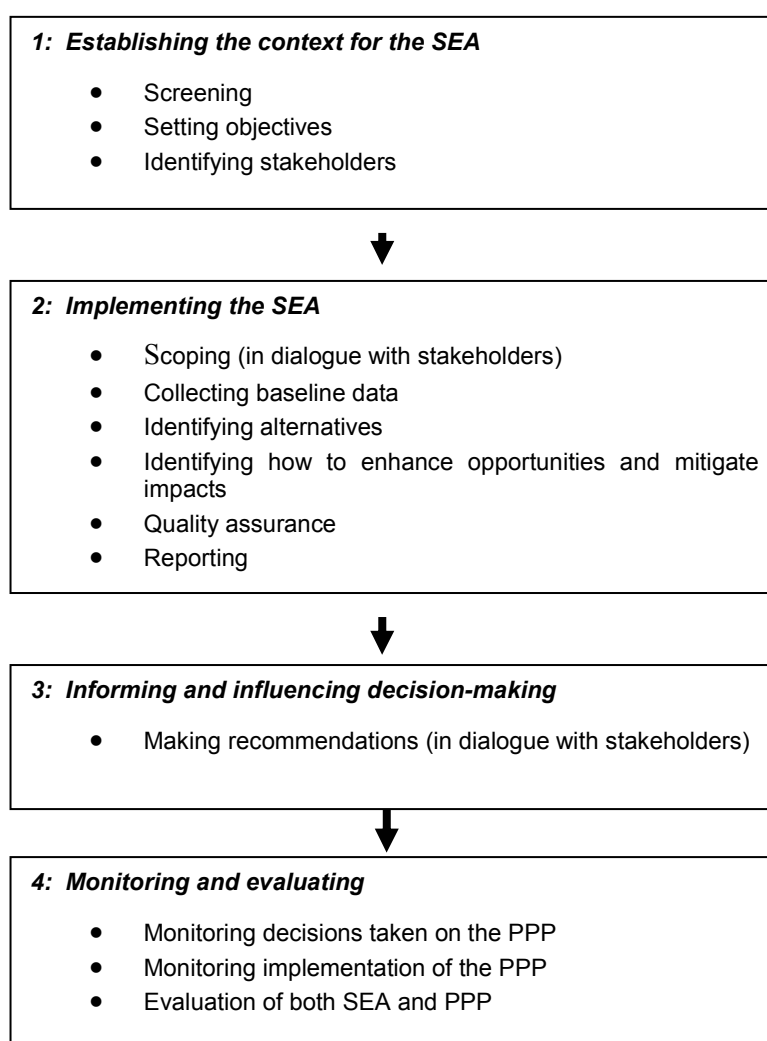 1: Establishing the context for the SEA
● Screening
● Setting objectives
● Identifying stakeholders
2: Implementing the SEA
● Scoping (in dialogue with stakeholders)
● Collecting baseline data
● Identifying alternatives
● Identifying how to enhance opportunities and mitigate
impacts
● Quality assurance
● Reporting
3: Informing and influencing decision-making
● Making recommendations (in dialogue with stakeholders)
4: Monitoring and evaluating
● Monitoring decisions taken on the PPP
● Monitoring implementation of the PPP
● Evaluation of both SEA and PPP